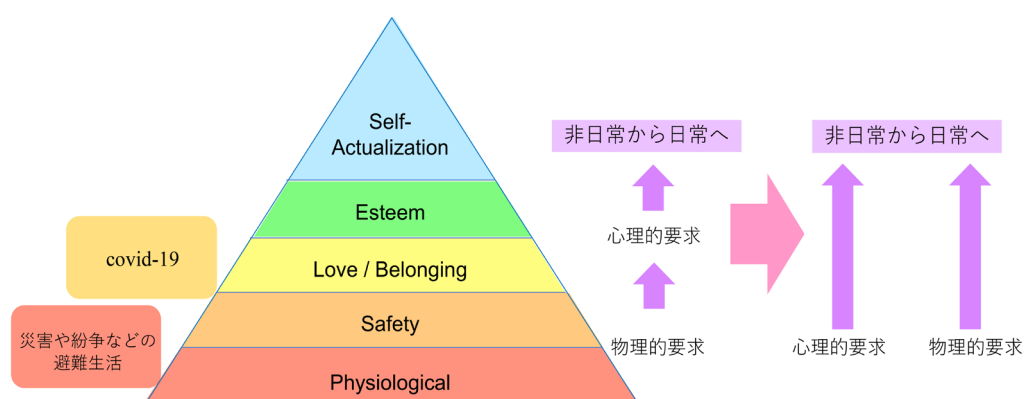 Self-
Actualization
Esteem
Love / Belonging
Safety
Physiological
covid-19
災害や紛争などの
避難生活
非日常から日常へ
心理的要求
物理的要求
非日常から日常へ
心理的要求
物理的要求